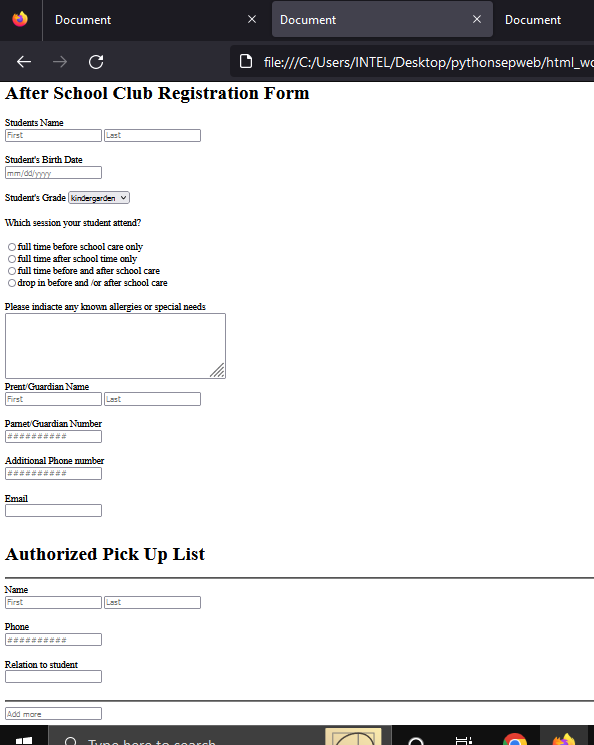 Document Document Document
file:///C:/Users/INTEL/Desktop/pythonsepweb/html_wo
After School Club Registration Form
Students Name
First Last
Student's Birth Date
mm/dd/yyyy
Student's Grade kindergarden
Which session your student attend?
full time before school care only
full time after school time only
full time before and after school care
drop in before and /or after school care
Please indiacte any known allergies or special needs
Prent/Guardian Name
First Last
Parnet/Guardian Number
##########
Additional Phone number
##########
Email
Authorized Pick Up List
Name
First Last
Phone
##########
Relation to student
Add more
Type here to search